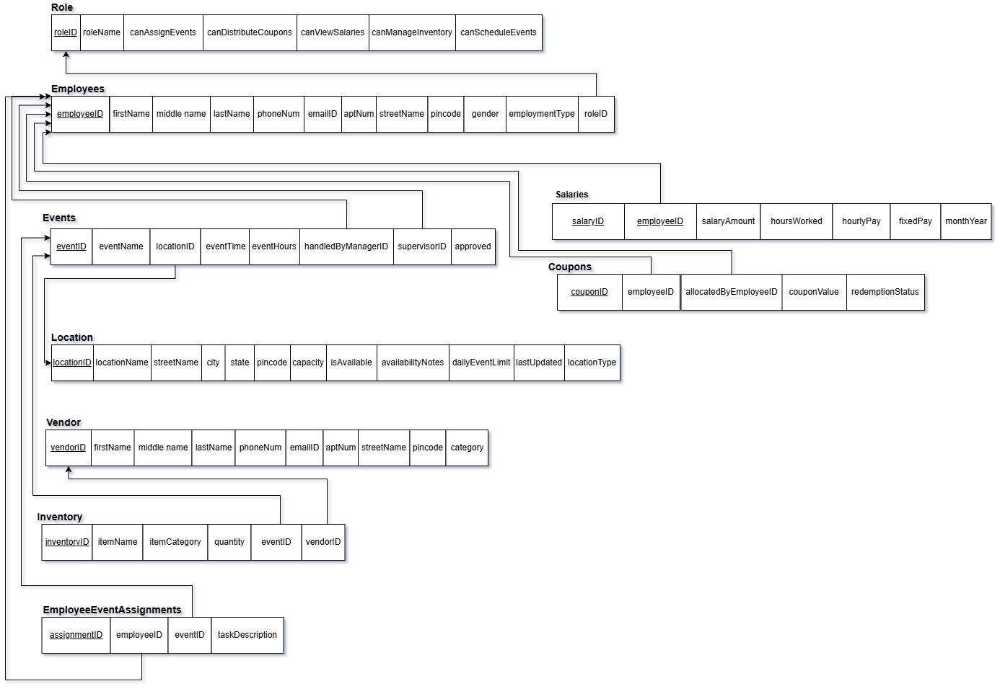 Role
roleID roleName canAssignEvents canDistributeCoupons canViewSalaries canManageInventory canScheduleEvents
Employees
employeeID firstName middle name lastName phoneNum emailID aptNum streetName pincode gender employmentType roleID
Salaries
salaryID employeeID salaryAmount hoursWorked hourlyPay fixedPay monthYear
Events
eventID eventName locationID eventTime eventHours handledByManagerID supervisorID approved
Coupons
couponID employeeID allocatedByEmployeeID couponValue redemptionStatus
Location
locationID locationName streetName city state pincode capacity isAvailable availabilityNotes dailyEventLimit lastUpdated locationType
Vendor
vendorID firstName middle name lastName phoneNum emailID aptNum streetName pincode category
Inventory
inventoryID itemName itemCategory quantity eventID vendorID
EmployeeEventAssignments
assignmentID employeeID eventID taskDescription